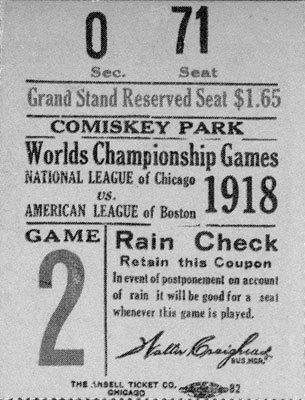 0 71
Sec. Seat
Grand Stand Reserved Seat $1.65
COMISKEY PARK
Worlds Championship Games
NATIONAL LEAGUE of Chicago
vs.
AMERICAN LEAGUE of Boston
1918
GAME
2
Rain Check
Retain this Coupon
In event of postponement on account
of rain it will be good for a seat
whenever this game is played.
Walter Craighead
BUS. MGR.
THE ANSELL TICKET CO.
CHICAGO
82